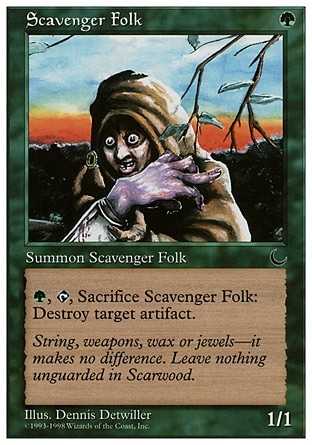 Scavenger Folk
Summon Scavenger Folk
, , Sacrifice Scavenger Folk:
Destroy target artifact.
String, weapons, wax or jewels—it
makes no difference. Leave nothing
unguarded in Scarwood.
Illus. Dennis Detwiller
©1993-1998 Wizards of the Coast, Inc.
1/1